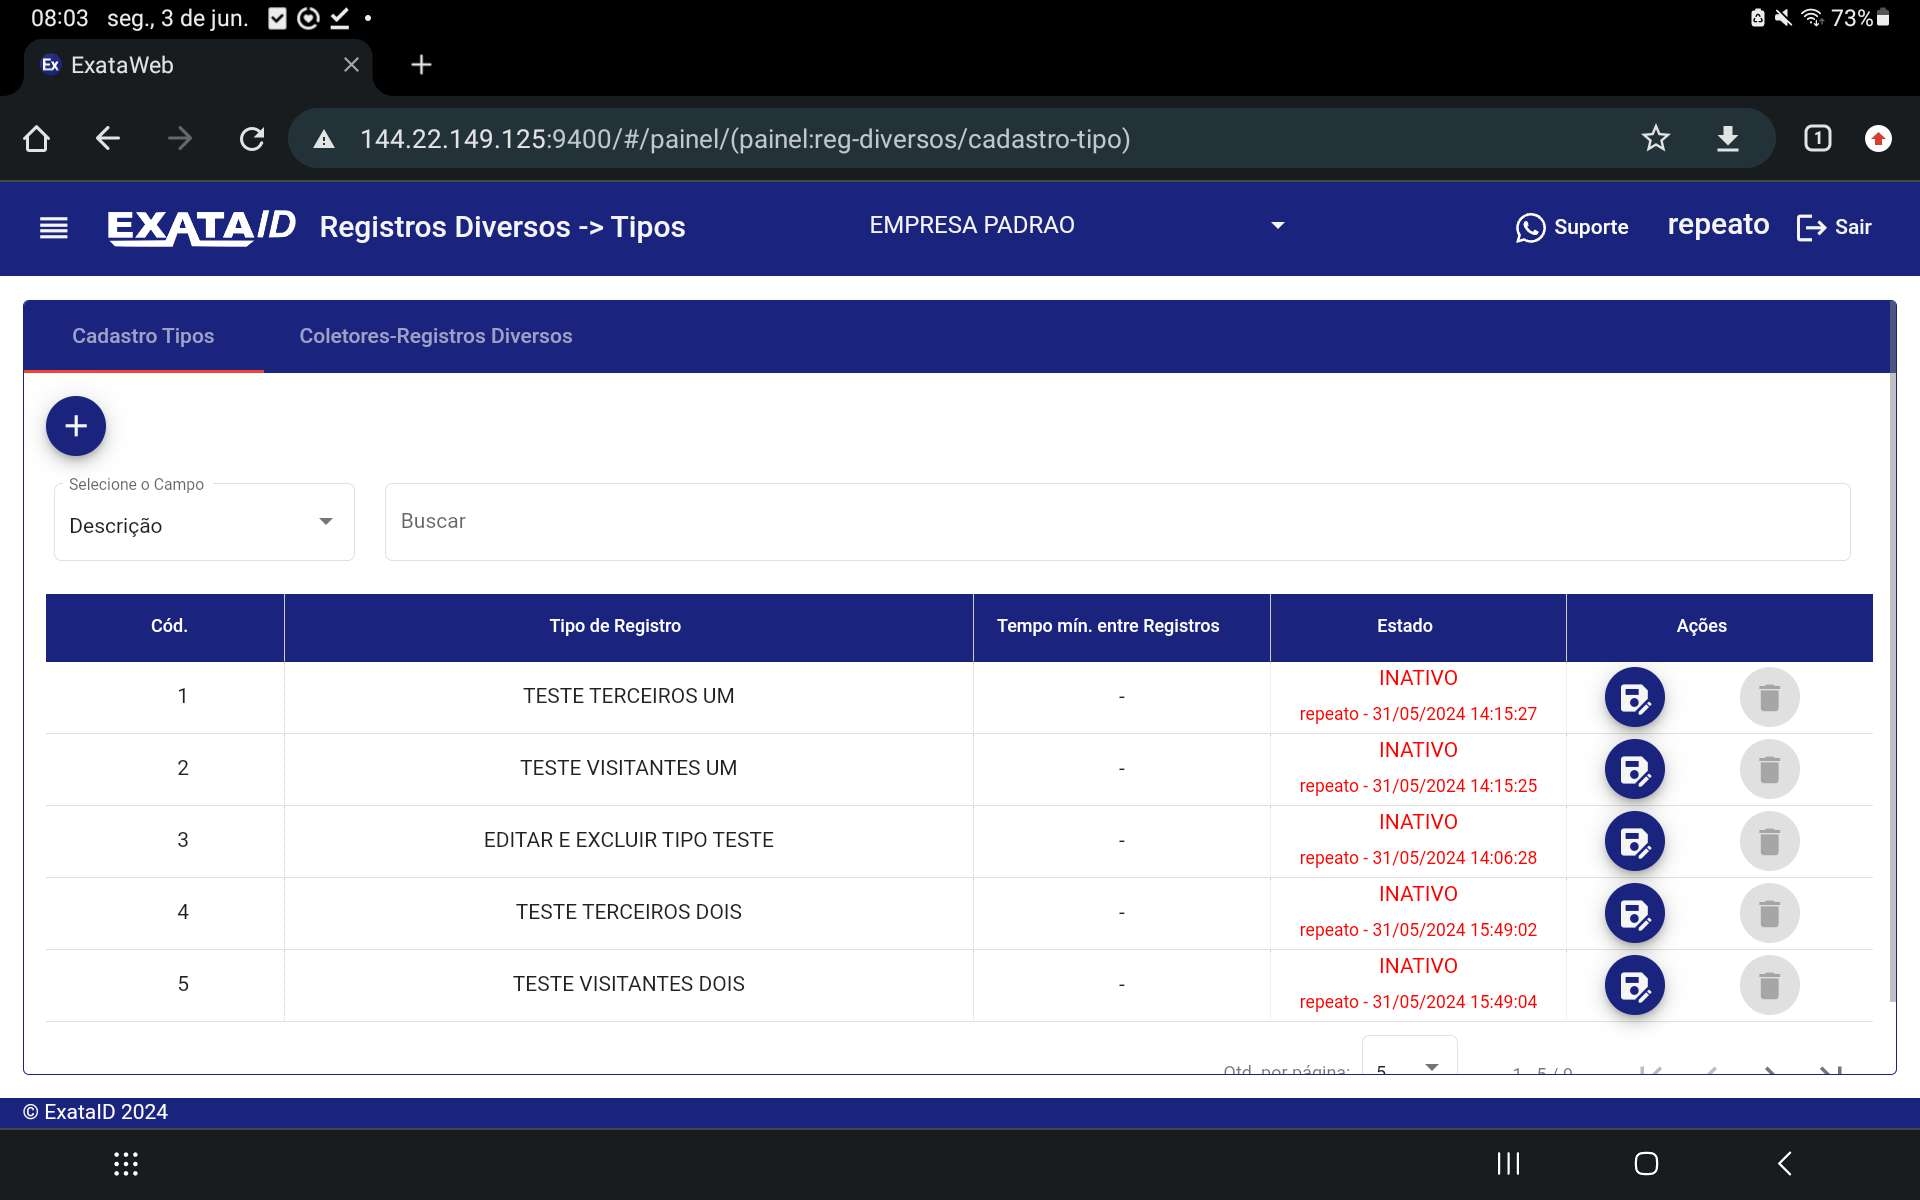 08:03 seg., 3 de jun. 73%
Ex ExataWeb
144.22.149.125:9400/#/painel/(painel:reg-diversos/cadastro-tipo) 1
EXATAID Registros Diversos -> Tipos EMPRESA PADRAO Suporte repeato Sair
Cadastro Tipos Coletores-Registros Diversos
Selecione o Campo
Descrição Buscar
Cód. Tipo de Registro Tempo mín. entre Registros Estado Ações
1 TESTE TERCEIROS UM - INATIVO
repeato - 31/05/2024 14:15:27
2 TESTE VISITANTES UM - INATIVO
repeato - 31/05/2024 14:15:25
3 EDITAR E EXCLUIR TIPO TESTE - INATIVO
repeato - 31/05/2024 14:06:28
4 TESTE TERCEIROS DOIS - INATIVO
repeato - 31/05/2024 15:49:02
5 TESTE VISITANTES DOIS - INATIVO
repeato - 31/05/2024 15:49:04
Qtd. por página: 5 1 - 5 / 9
© ExataID 2024